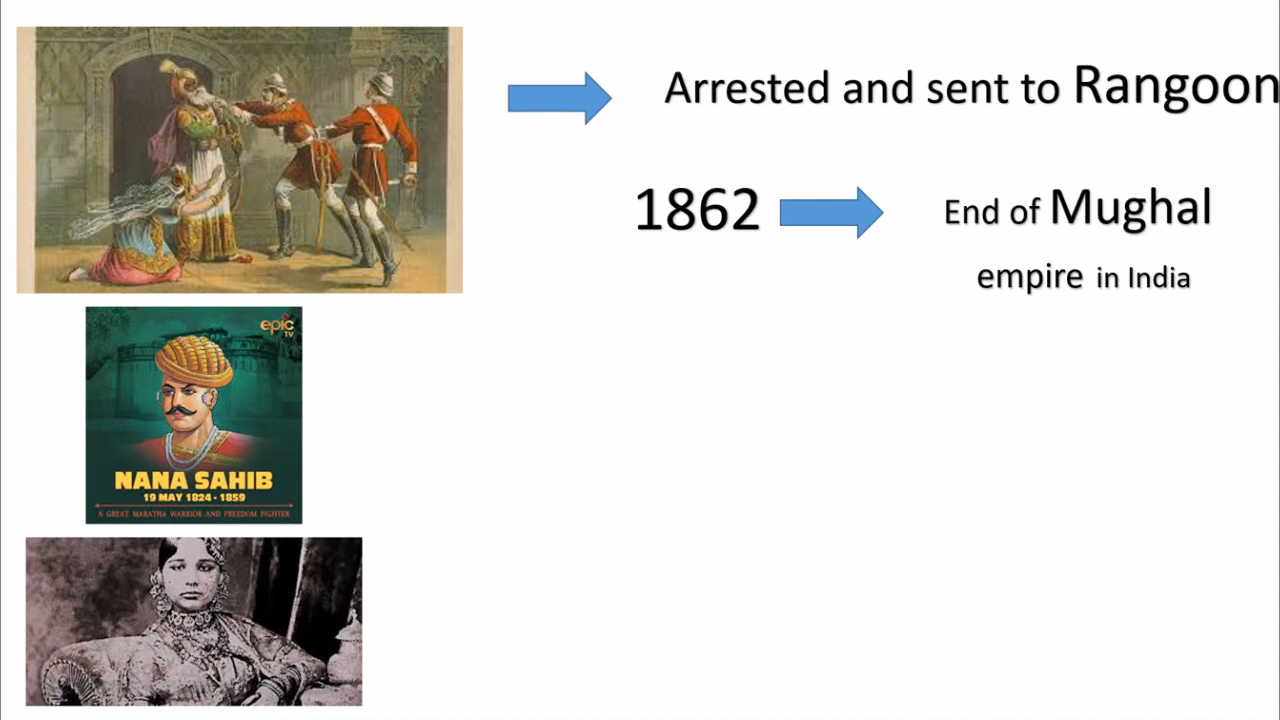 Arrested and sent to Rangoon
1862
End of Mughal
empire in India
epic
TV
NANA SAHIB
19 MAY 1824 - 1859
A GREAT MARATHA WARRIOR AND FREEDOM FIGHTER